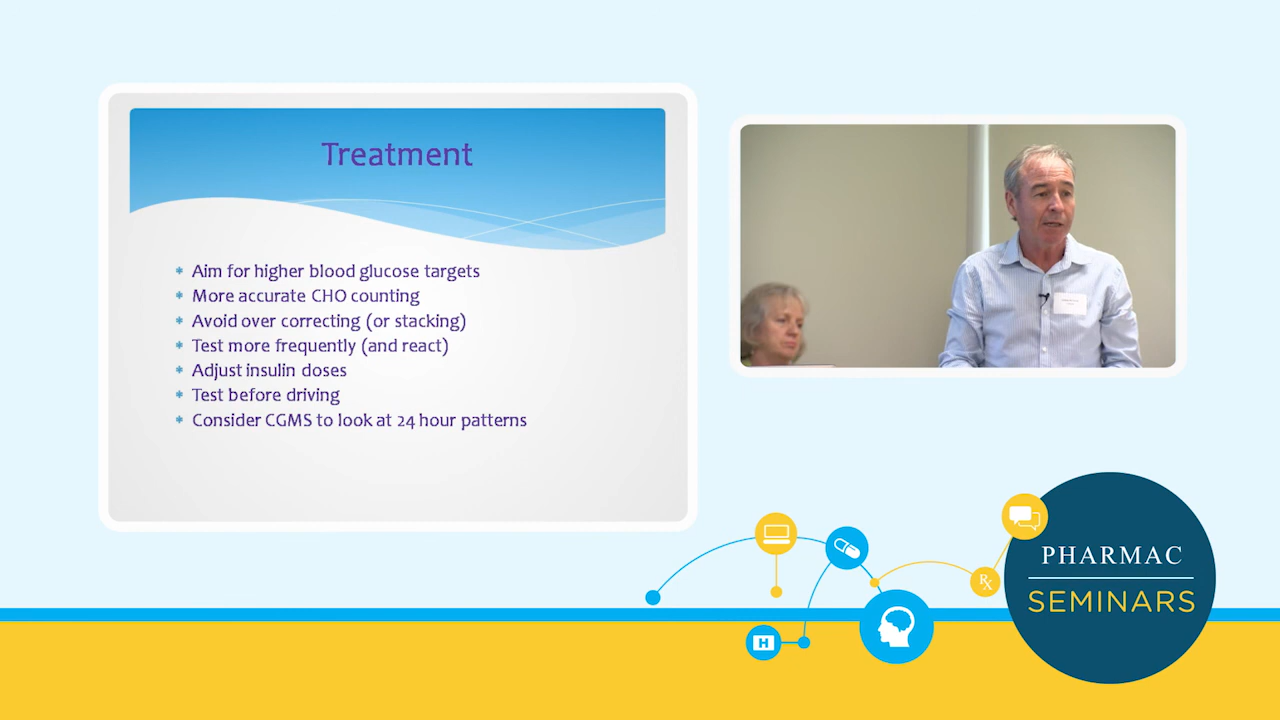 Treatment
* Aim for higher blood glucose targets
* More accurate CHO counting
* Avoid over correcting (or stacking)
* Test more frequently (and react)
* Adjust insulin doses
* Test before driving
* Consider CGMS to look at 24 hour patterns
H
Rx
PHARMAC
SEMINARS